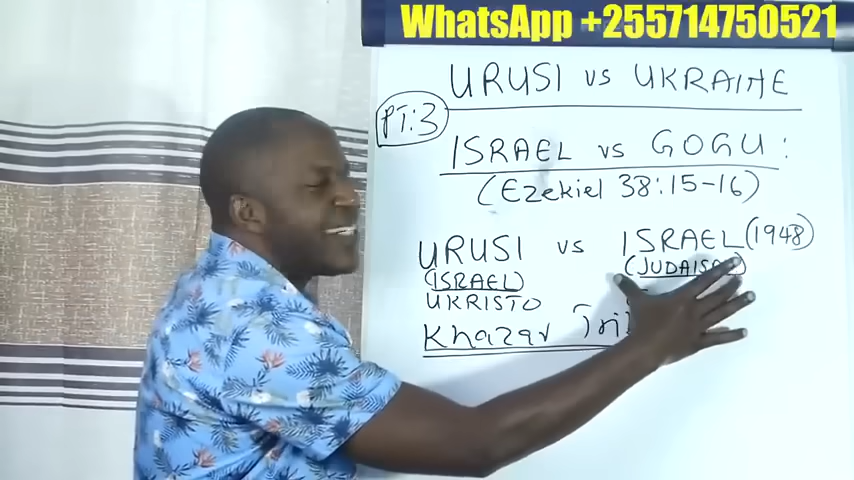 WhatsApp +255714750521
URUSI vs UKRAINE
PT:3
ISRAEL vs GOGU:
(EZekiel 38:15-16)
URUSI vs ISRAEL (1948)
(ISRAEL)
UKRISTO
Khazar